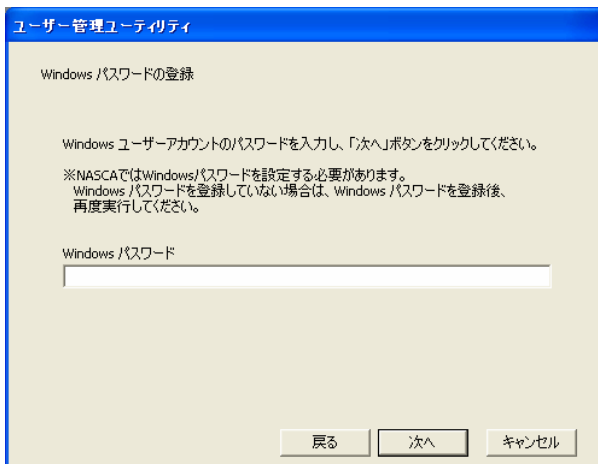 ユーザー管理ユーティリティ
Windows パスワードの登録
Windows ユーザーアカウントのパスワードを入力し、「次へ」ボタンをクリックしてください。
※NASCAではWindowsパスワードを設定する必要があります。
Windows パスワードを登録していない場合は、Windows パスワードを登録後、
再度実行してください。
Windows パスワード
戻る 次へ キャンセル